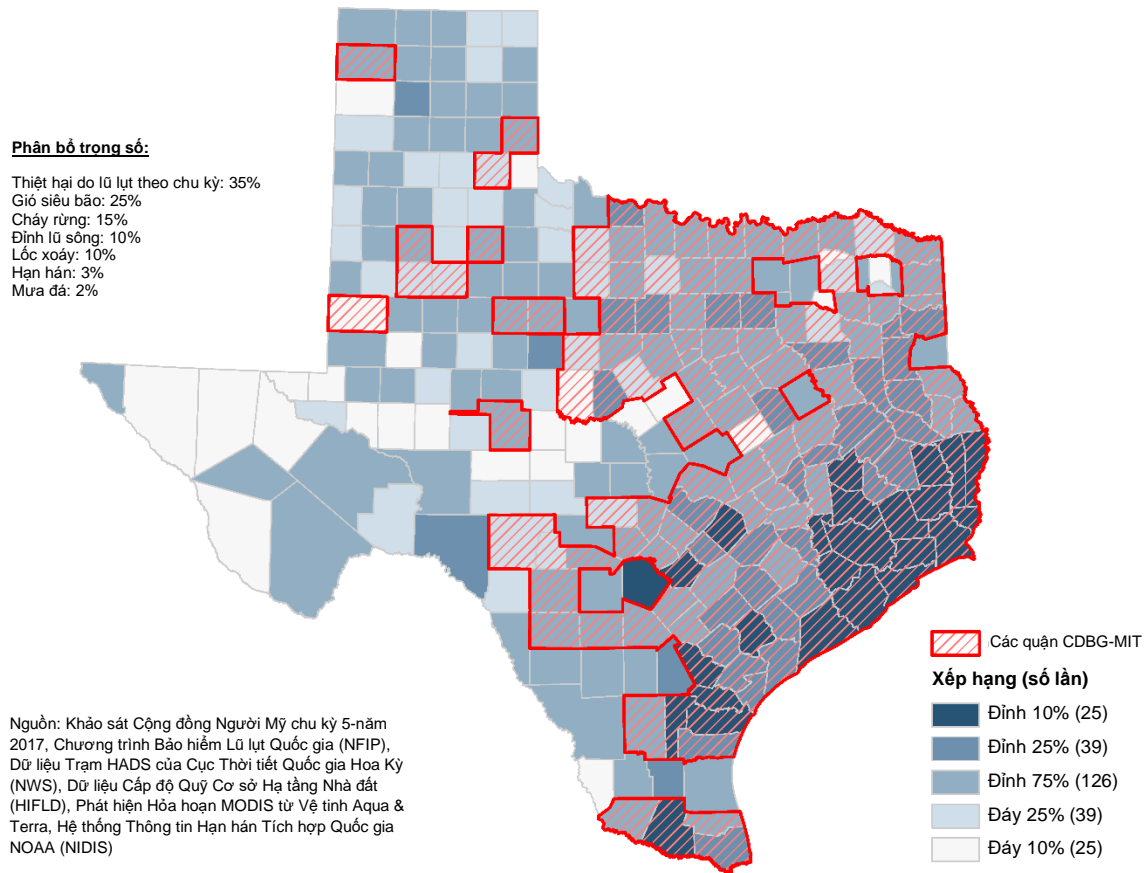 Phân bổ trọng số:
Thiệt hại do lũ lụt theo chu kỳ: 35%
Gió siêu bão: 25%
Cháy rừng: 15%
Đỉnh lũ sông: 10%
Lốc xoáy: 10%
Hạn hán: 3%
Mưa đá: 2%
Các quận CDBG-MIT
Xếp hạng (số lần)
Đỉnh 10% (25)
Đỉnh 25% (39)
Đỉnh 75% (126)
Đáy 25% (39)
Đáy 10% (25)
Nguồn: Khảo sát Cộng đồng Người Mỹ chu kỳ 5-năm
2017, Chương trình Bảo hiểm Lũ lụt Quốc gia (NFIP),
Dữ liệu Trạm HADS của Cục Thời tiết Quốc gia Hoa Kỳ
(NWS), Dữ liệu Cấp độ Quỹ Cơ sở Hạ tầng Nhà đất
(HIFLD), Phát hiện Hỏa hoạn MODIS từ Vệ tinh Aqua &
Terra, Hệ thống Thông tin Hạn hán Tích hợp Quốc gia
NOAA (NIDIS)